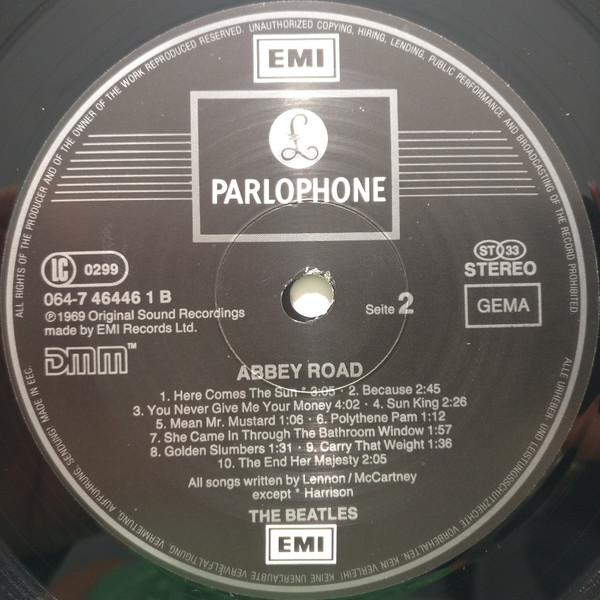 ALL RIGHTS OF THE PRODUCER AND OF THE OWNER OF THE WORK REPRODUCED RESERVED. UNAUTHORIZED COPYING, HIRING, LENDING, PUBLIC PERFORMANCE AND BROADCASTING OF THE RECORD PROHIBITED
EMI
£
PARLOPHONE
LC 0299
064-7 46446 1 B
℗1969 Original Sound Recordings
made by EMI Records Ltd.
DMM™
Seite 2
ST 33
STEREO
GEMA
ABBEY ROAD
1. Here Comes The Sun * 3:05 · 2. Because 2:45
3. You Never Give Me Your Money 4:02 · 4. Sun King 2:26
5. Mean Mr. Mustard 1:06 · 6. Polythene Pam 1:12
7. She Came In Through The Bathroom Window 1:57
8. Golden Slumbers 1:31 · 9. Carry That Weight 1:36
10. The End Her Majesty 2:05
All songs written by Lennon / McCartney
except * Harrison
THE BEATLES
EMI
ALLE URHEBER UND LEISTUNGSSCHUTZRECHTE VORBEHALTEN. KEIN VERLEIH! KEINE UNERLAUBTE VERVIELFÄLTIGUNG, VERMIETUNG, AUFFÜHRUNG, SENDUNG! MADE IN EEC.